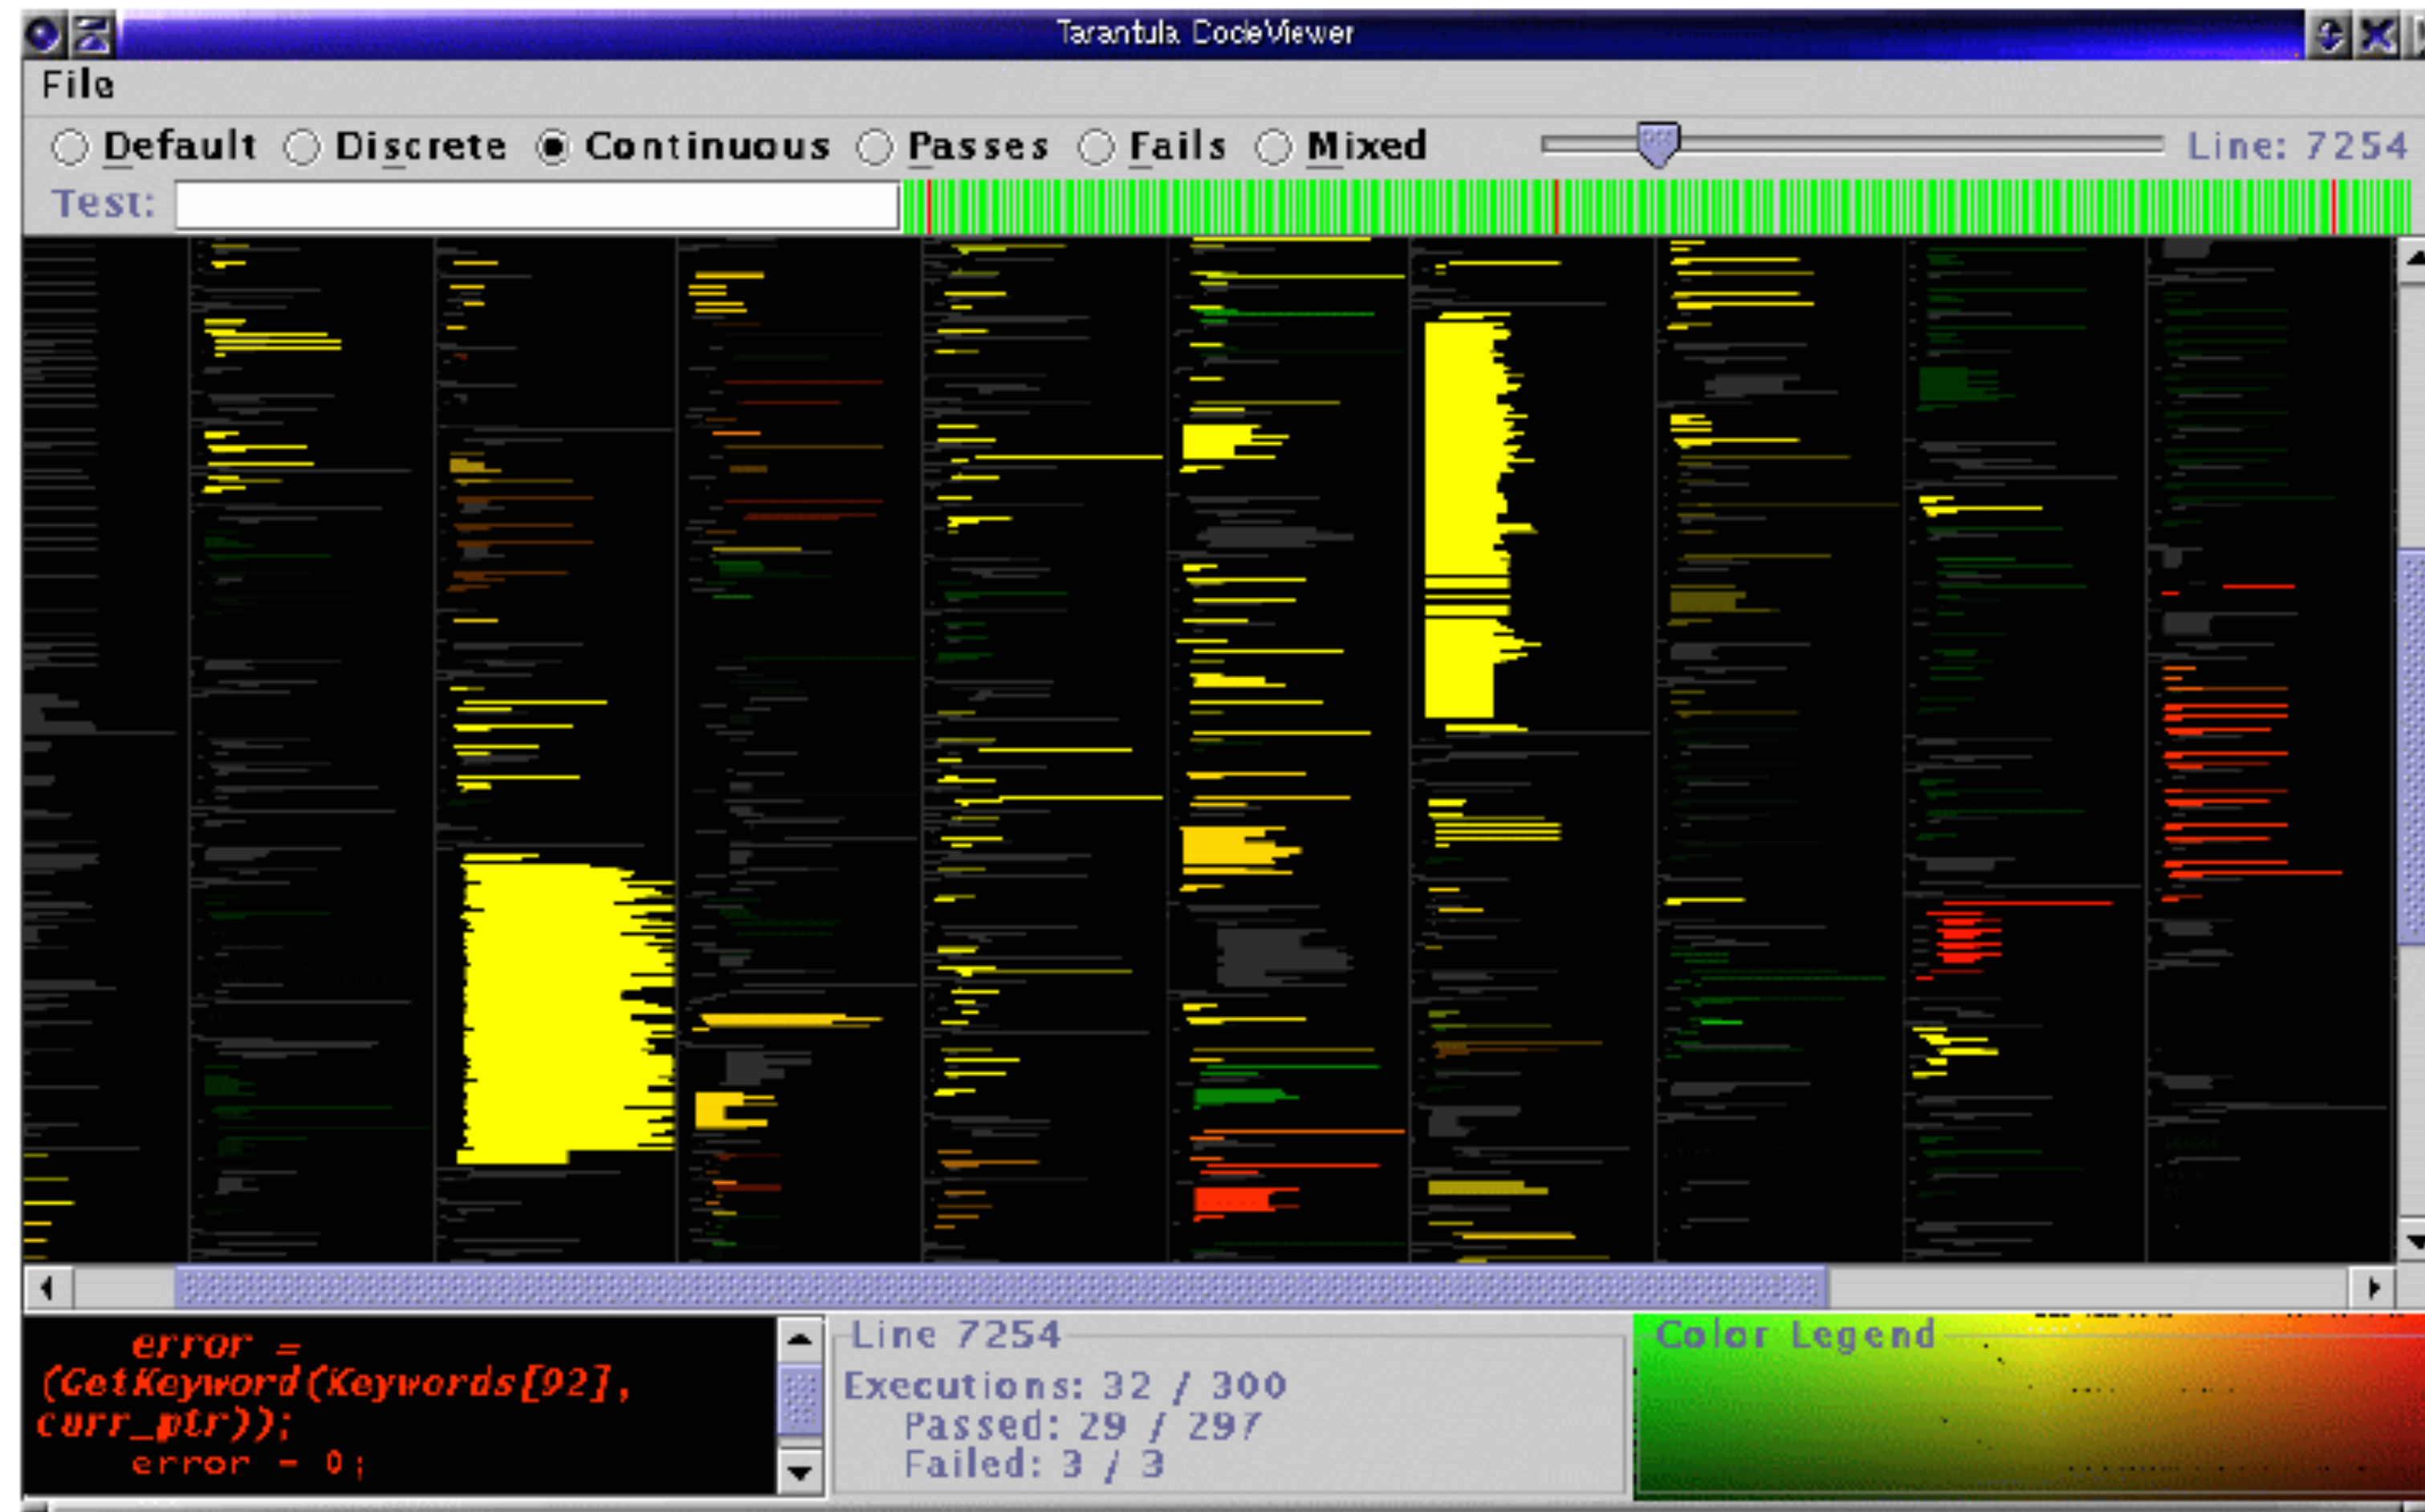 Tarantula CodeViewer
File
Default Discrete Continuous Passes Fails Mixed Line: 7254
Test:
error =
(GetKeyword(Keywords[92],
curr_ptr));
error = 0;
Line 7254
Executions: 32 / 300
Passed: 29 / 297
Failed: 3 / 3
Color Legend